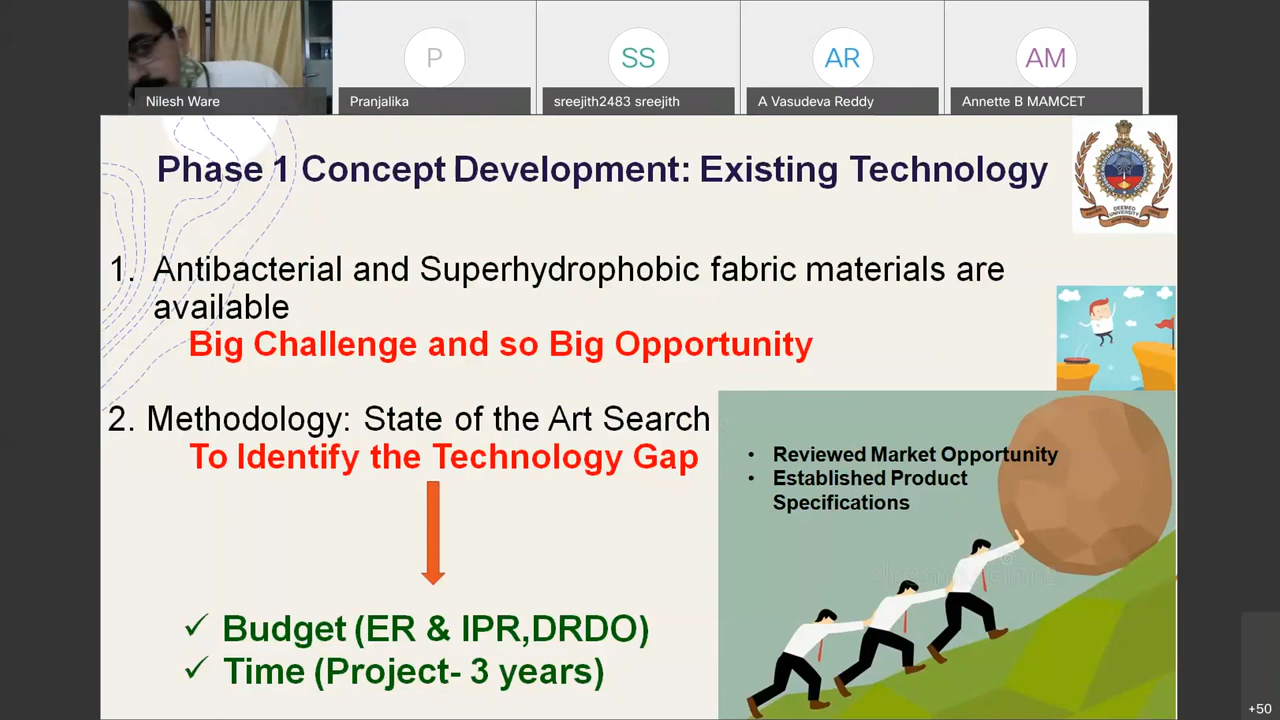 P
SS
AR
AM
Nilesh Ware
Pranjalika
sreejith2483 sreejith
A Vasudeva Reddy
Annette B MAMCET
Phase 1 Concept Development: Existing Technology
DEEMED
UNIVERSITY
1. Antibacterial and Superhydrophobic fabric materials are
available
Big Challenge and so Big Opportunity
2. Methodology: State of the Art Search
To Identify the Technology Gap
• Reviewed Market Opportunity
• Established Product
Specifications
✓ Budget (ER & IPR,DRDO)
✓ Time (Project- 3 years)
+50